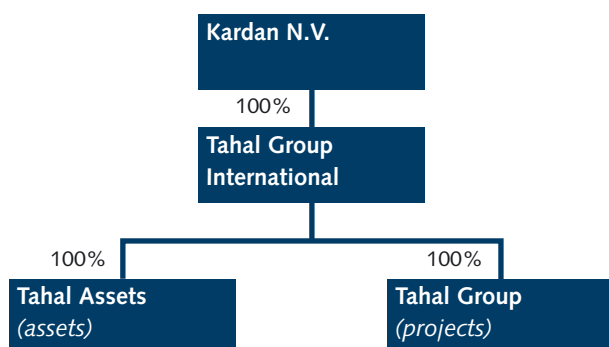 Kardan N.V.
100%
Tahal Group
International
100%
100%
Tahal Assets
(assets)
Tahal Group
(projects)